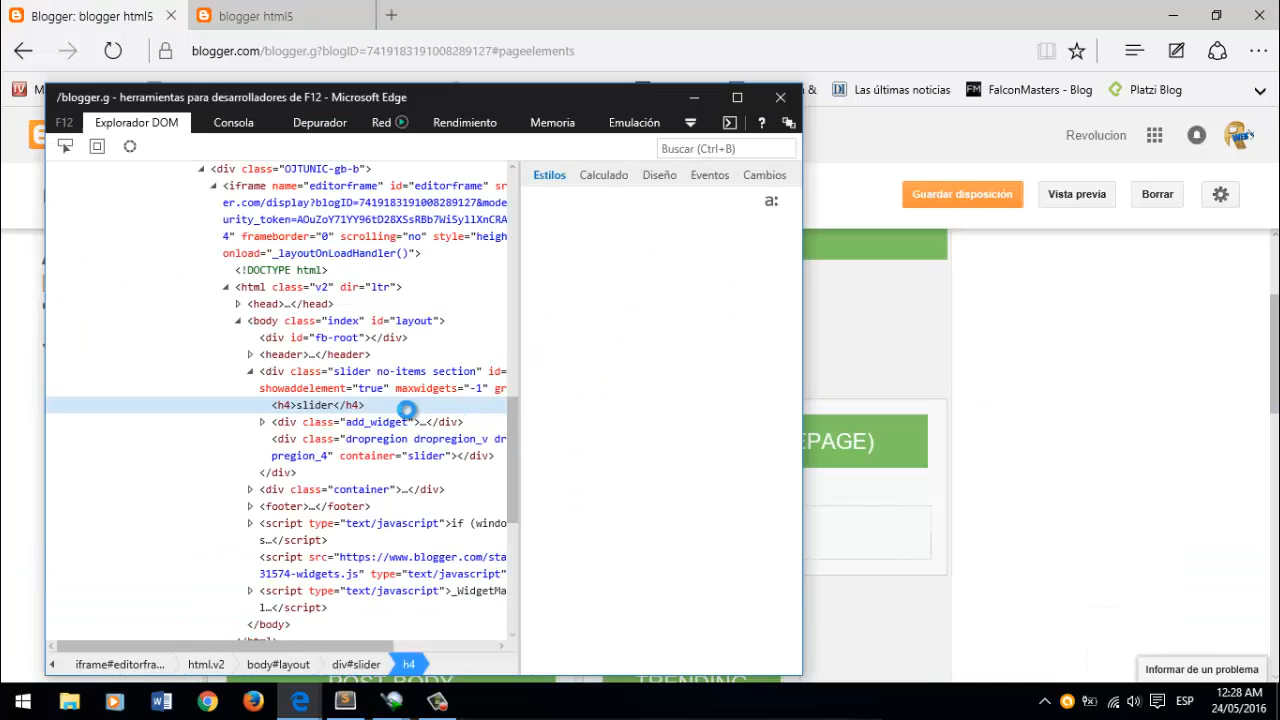 Blogger: blogger html5
blogger html5
blogger.com/blogger.g?blogID=7419183191008289127#pageelements
Las últimas noticias
FalconMasters - Blog
Platzi Blog
/blogger.g - herramientas para desarrolladores de F12 - Microsoft Edge
F12 Explorador DOM Consola Depurador Red Rendimiento Memoria Emulación
Buscar (Ctrl+B)
Revolucion
Guardar disposición Vista previa Borrar
Estilos Calculado Diseño Eventos Cambios
a:
<div class="OJTUNIC-gb-b">
<iframe name="editorframe" id="editorframe" sr
er.com/display?blogID=7419183191008289127&mode
urity_token=AOuZoY71YY96tD28XSsRBb7WiSyl1XnCRA
4" frameborder="0" scrolling="no" style="heigh
onload="_layoutOnLoadHandler()">
<!DOCTYPE html>
<html class="v2" dir="ltr">
<head>…</head>
<body class="index" id="layout">
<div id="fb-root"></div>
<header>…</header>
<div class="slider no-items section" id=
showaddelement="true" maxwidgets="-1" gr
<h4>slider</h4>
<div class="add_widget">…</div>
<div class="dropregion dropregion_v dr
pregion_4" container="slider"></div>
</div>
<div class="container">…</div>
<footer>…</footer>
<script type="text/javascript">if (windo
s…</script>
<script src="https://www.blogger.com/sta
31574-widgets.js" type="text/javascript"
<script type="text/javascript">_WidgetMa
l…</script>
</body>
EPAGE)
iframe#editorfra... html.v2 body#layout div#slider h4
POST BODY
TRENDING
Informar de un problema
ESP
12:28 AM
24/05/2016